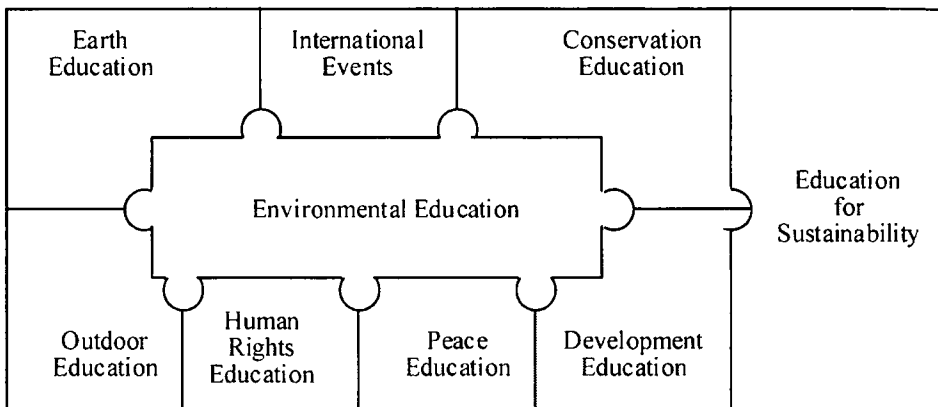 Earth
Education
International
Events
Conservation
Education
Environmental Education
Education
for
Sustainability
Outdoor
Education
Human
Rights
Education
Peace
Education
Development
Education